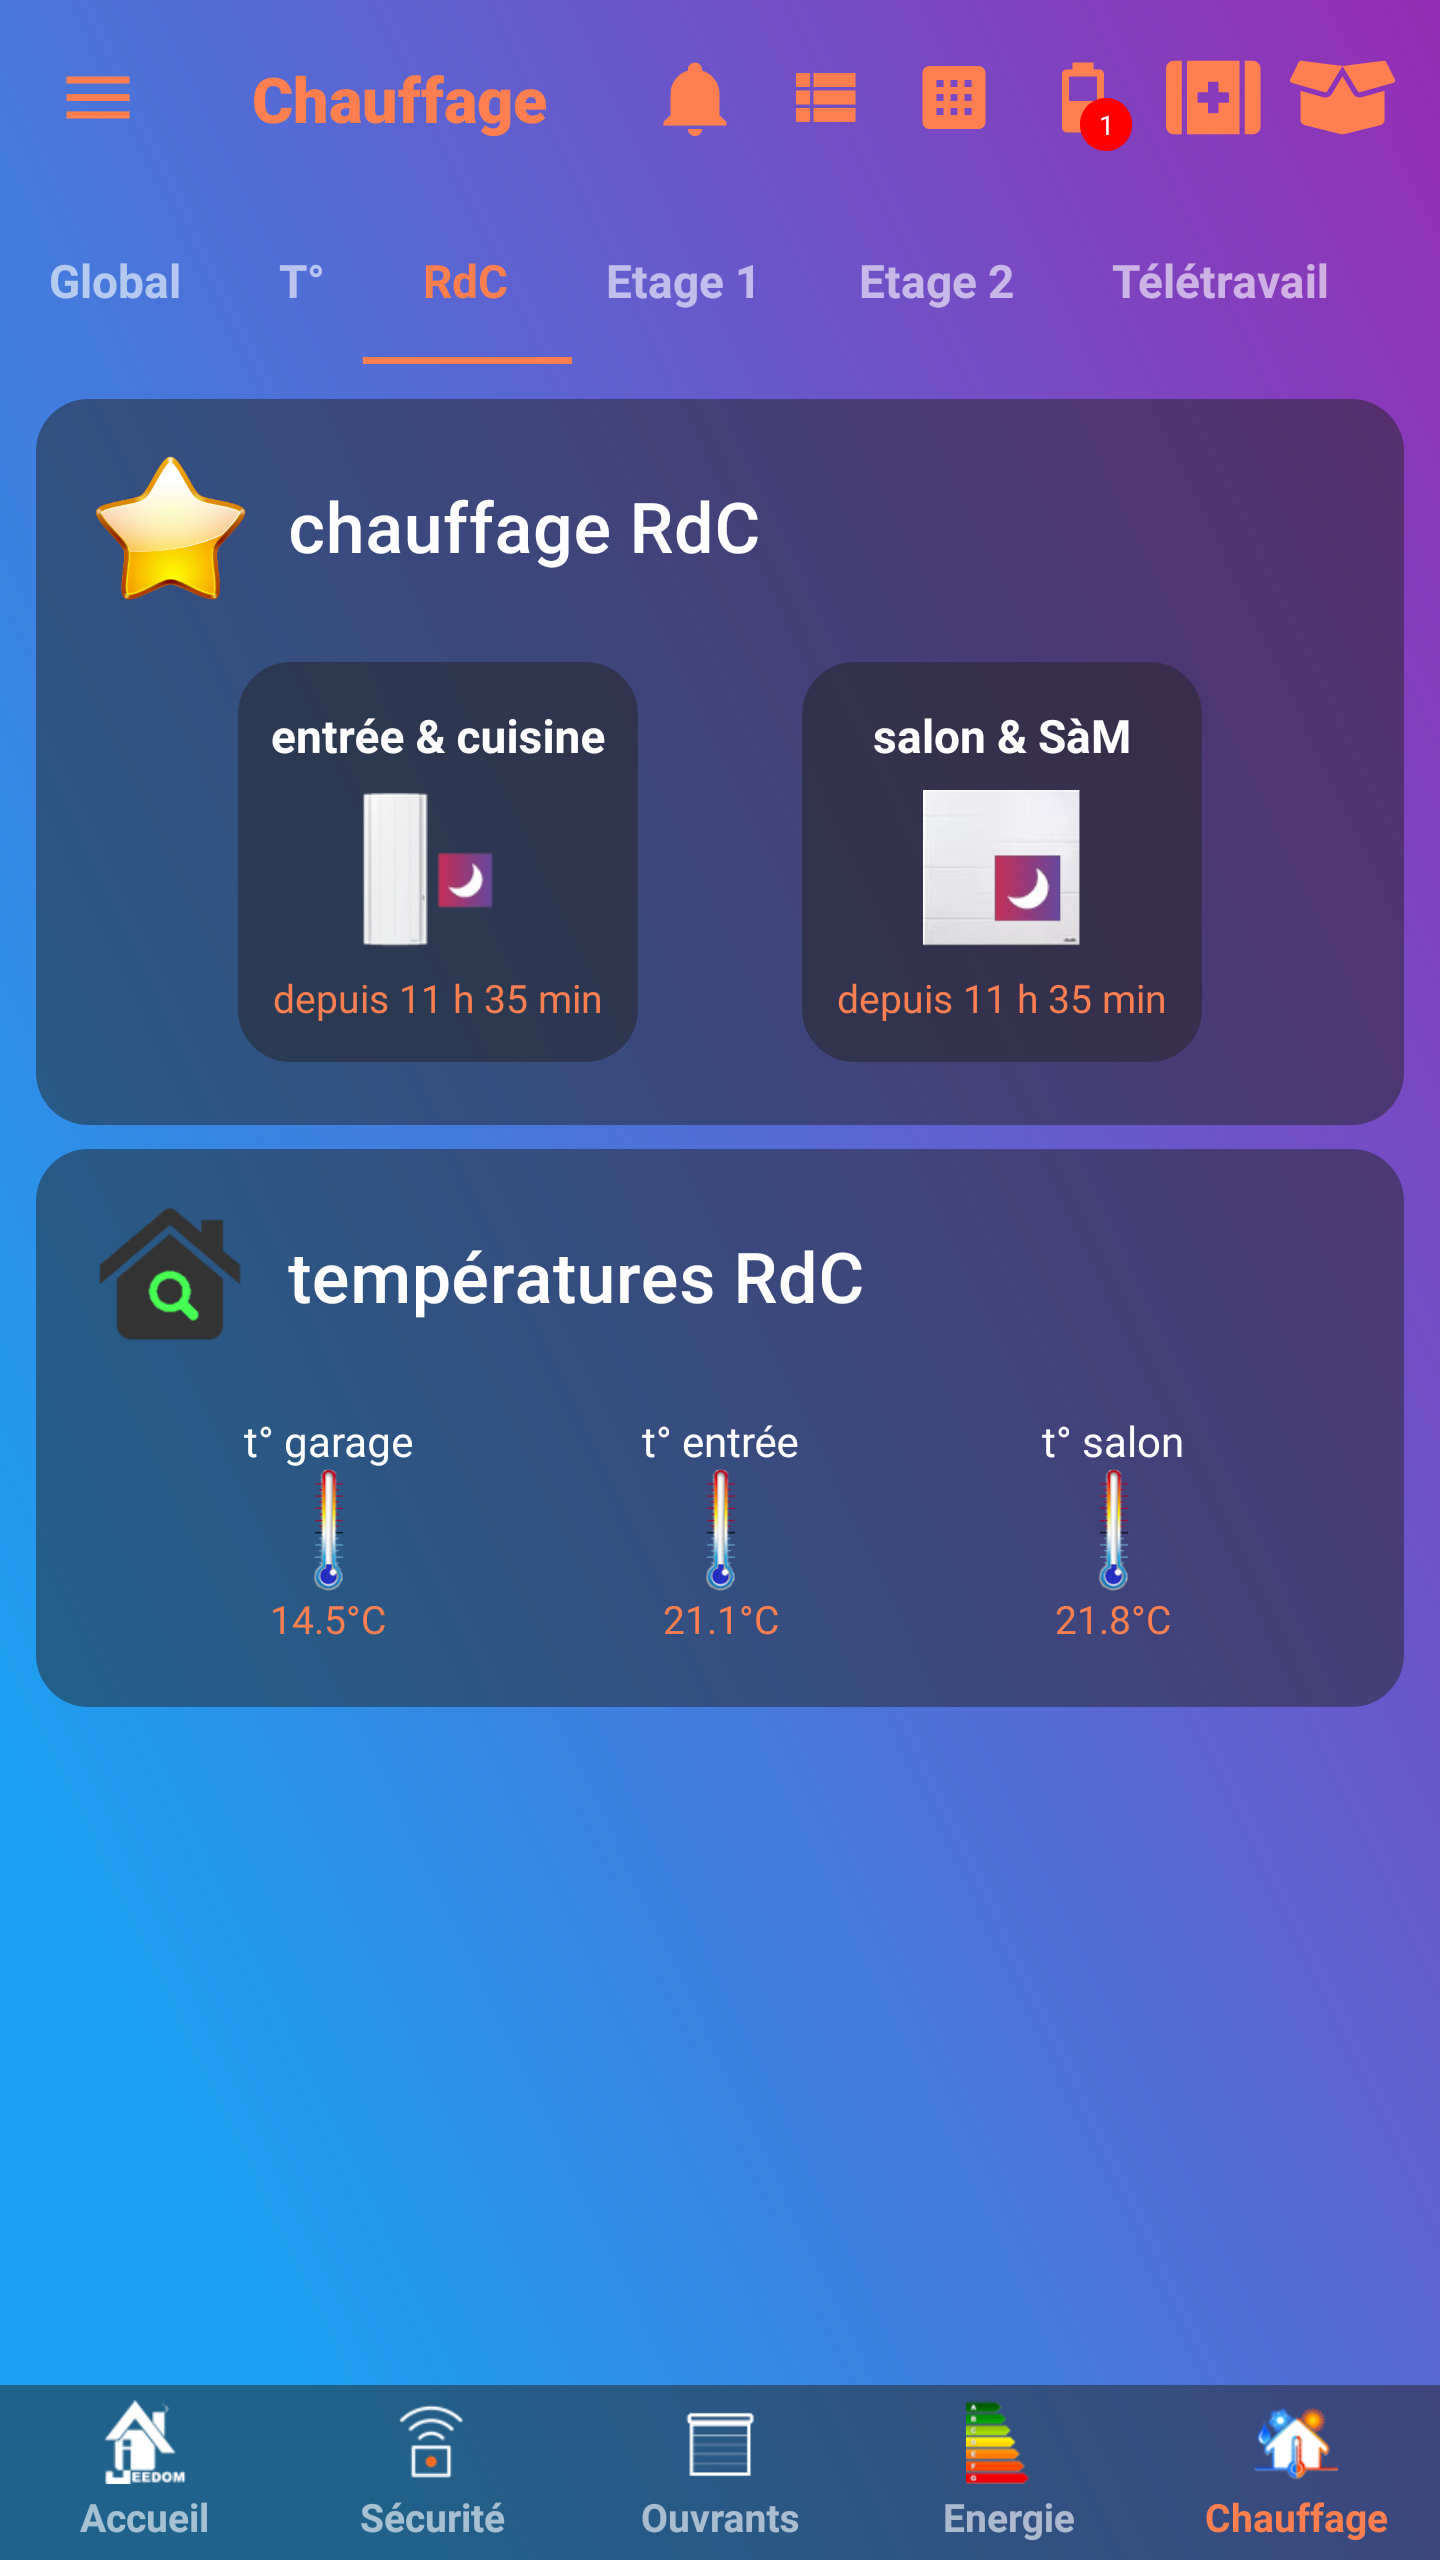 Chauffage
1
Global
T°
RdC
Etage 1
Etage 2
Télétravail
chauffage RdC
entrée & cuisine
salon & SàM
depuis 11 h 35 min
depuis 11 h 35 min
températures RdC
t° garage
t° entrée
t° salon
14.5°C
21.1°C
21.8°C
JEEDOM
Accueil
Sécurité
Ouvrants
Energie
Chauffage